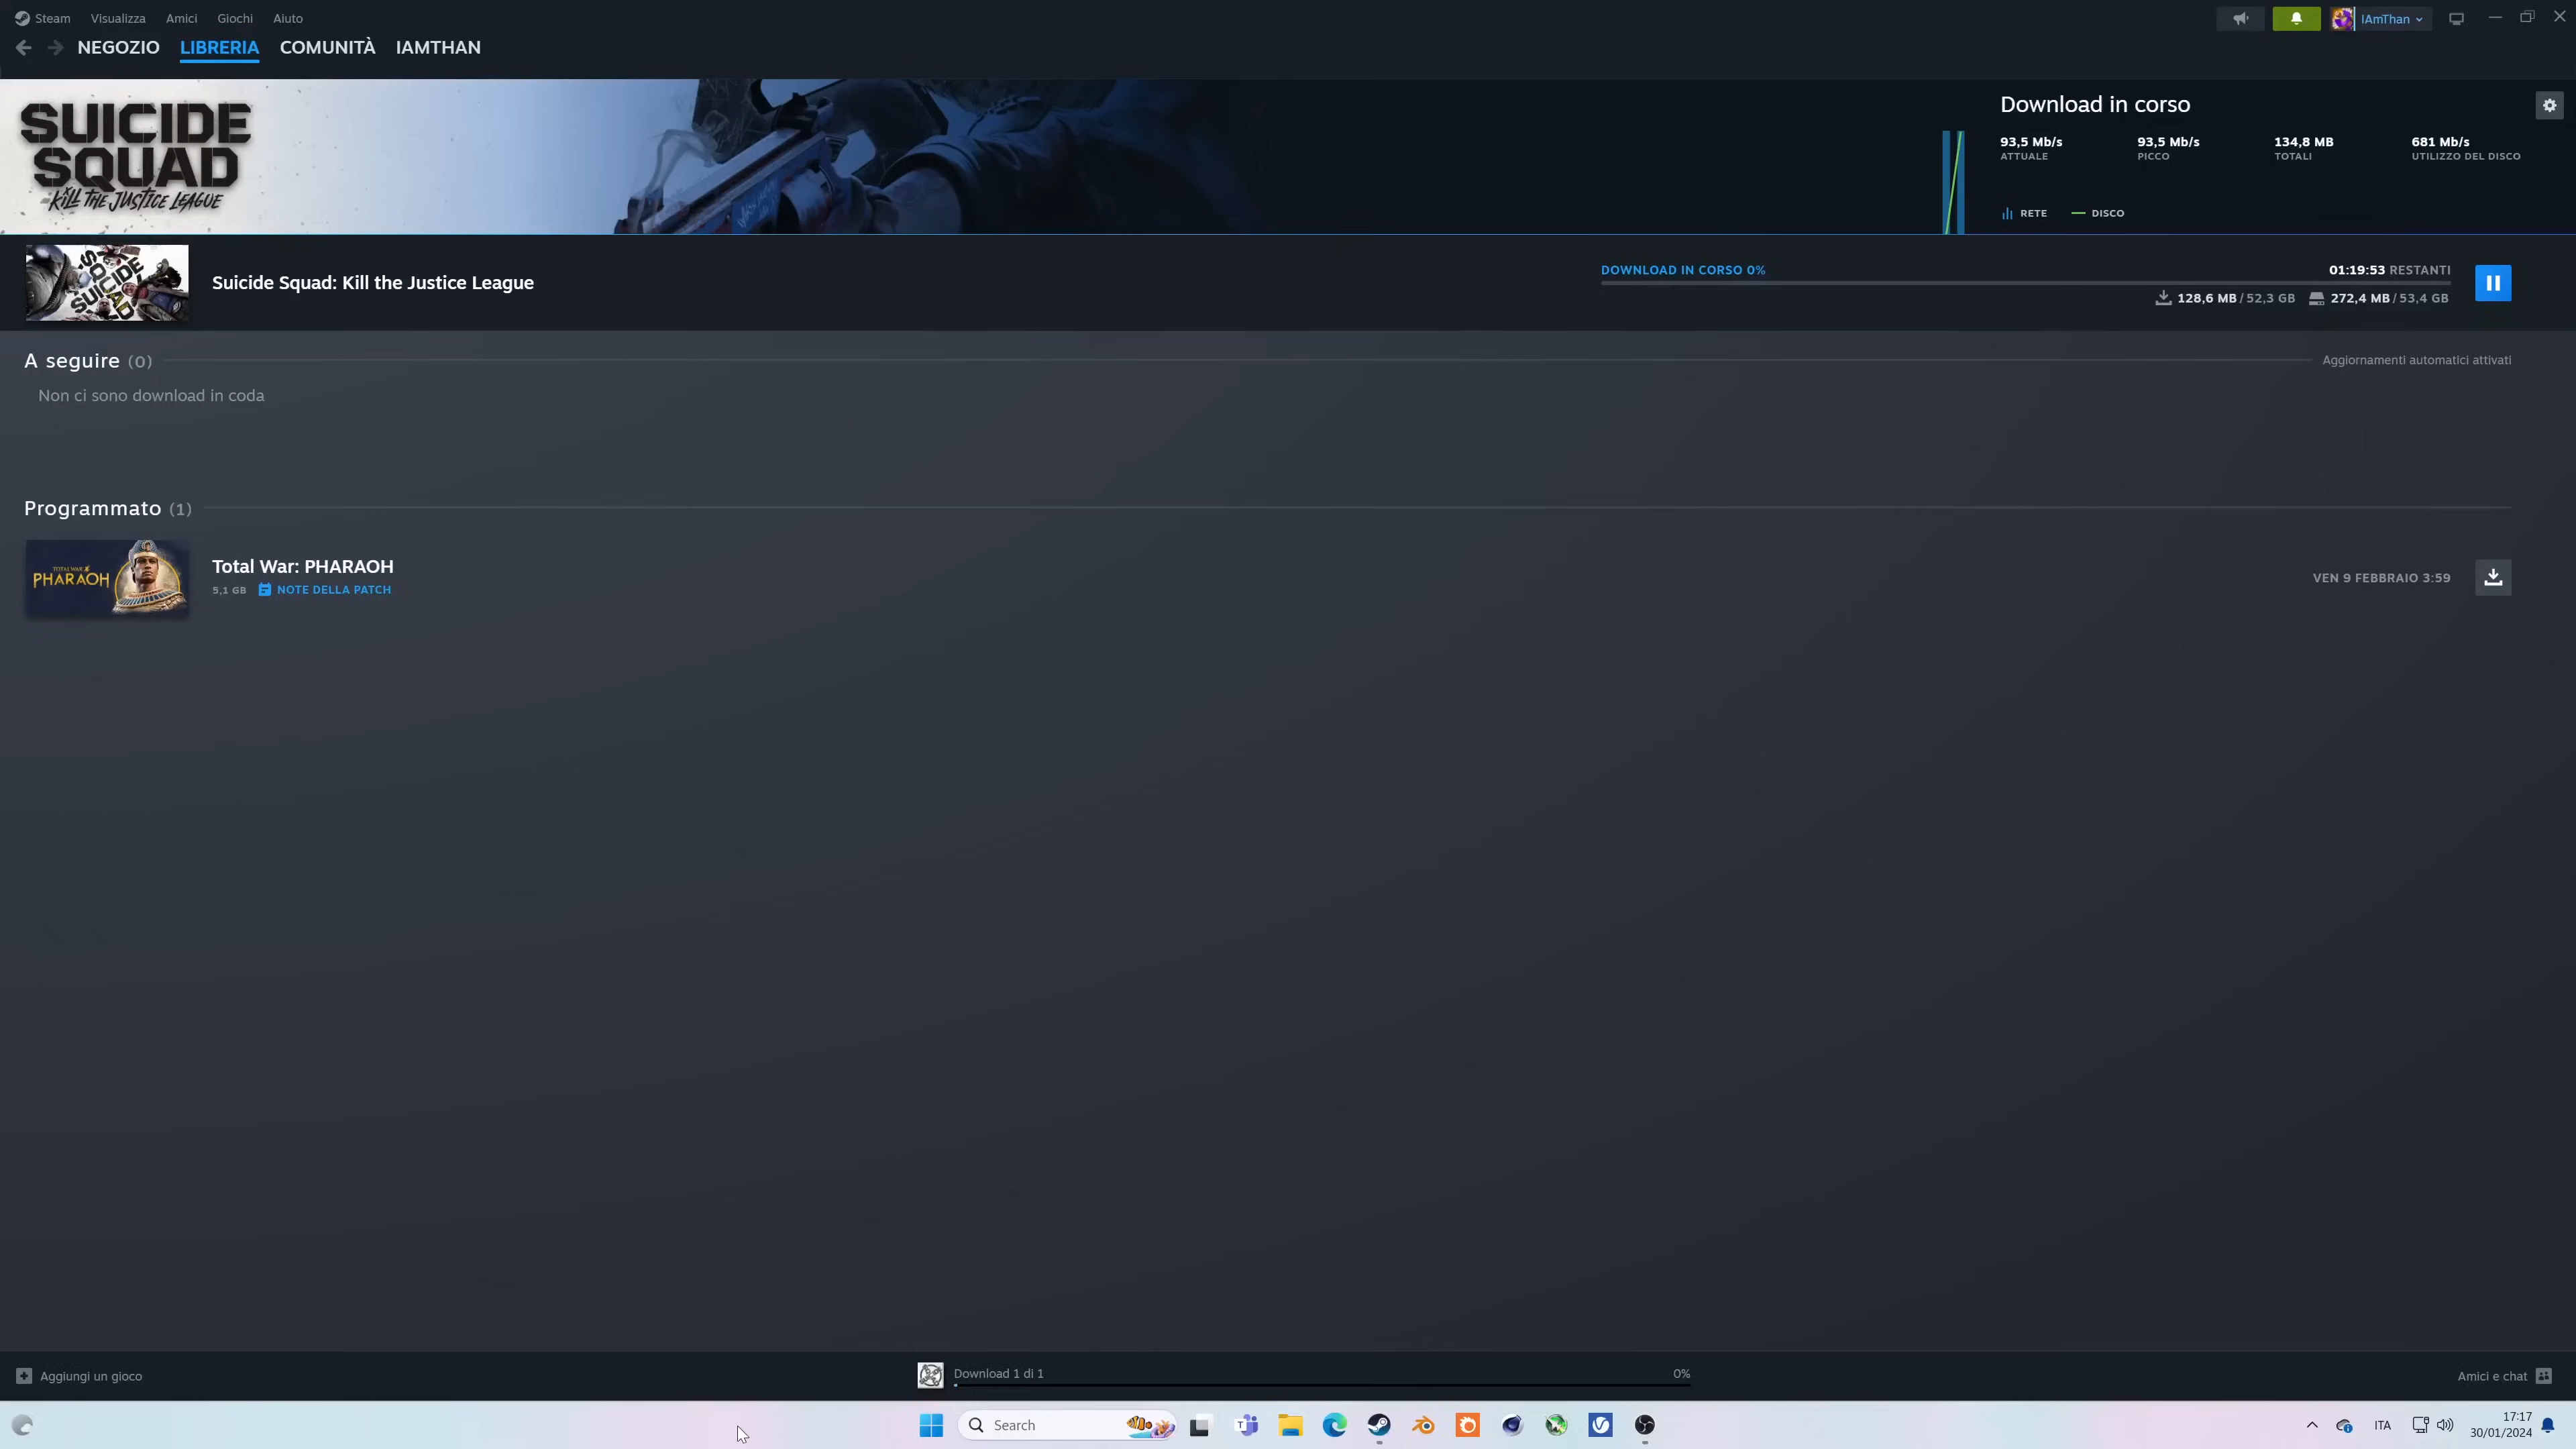 Steam Visualizza Amici Giochi Aiuto
IAmThan
NEGOZIO LIBRERIA COMUNITÀ IAMTHAN
SUICIDE
SQUAD
KILL THE JUSTICE LEAGUE
Download in corso
93,5 Mb/s 93,5 Mb/s 134,8 MB 681 Mb/s
ATTUALE PICCO TOTALI UTILIZZO DEL DISCO
RETE DISCO
SUICIDE
SQUAD
SUICIDE
Suicide Squad: Kill the Justice League
DOWNLOAD IN CORSO 0%
01:19:53 RESTANTI
128,6 MB / 52,3 GB 272,4 MB / 53,4 GB
A seguire (0)
Aggiornamenti automatici attivati
Non ci sono download in coda
Programmato (1)
TOTAL WAR
PHARAOH
Total War: PHARAOH
5,1 GB NOTE DELLA PATCH
VEN 9 FEBBRAIO 3:59
Aggiungi un gioco
Download 1 di 1
0%
Amici e chat
Search
ITA
17:17
30/01/2024